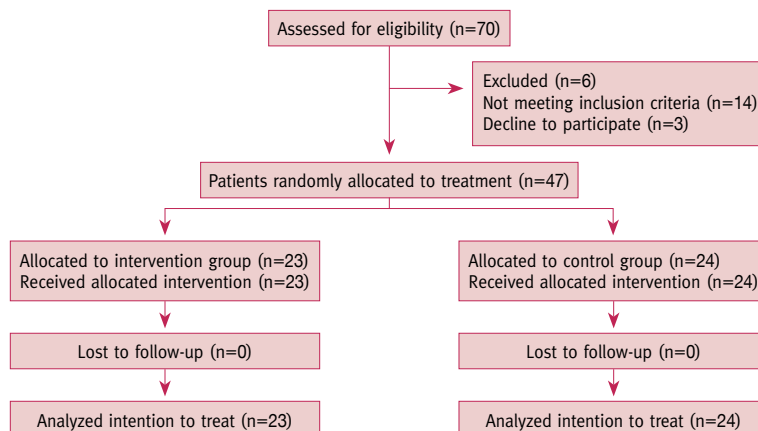 Assessed for eligibility (n=70)
Excluded (n=6)
Not meeting inclusion criteria (n=14)
Decline to participate (n=3)
Patients randomly allocated to treatment (n=47)
Allocated to intervention group (n=23)
Received allocated intervention (n=23)
Allocated to control group (n=24)
Received allocated intervention (n=24)
Lost to follow-up (n=0)
Lost to follow-up (n=0)
Analyzed intention to treat (n=23)
Analyzed intention to treat (n=24)